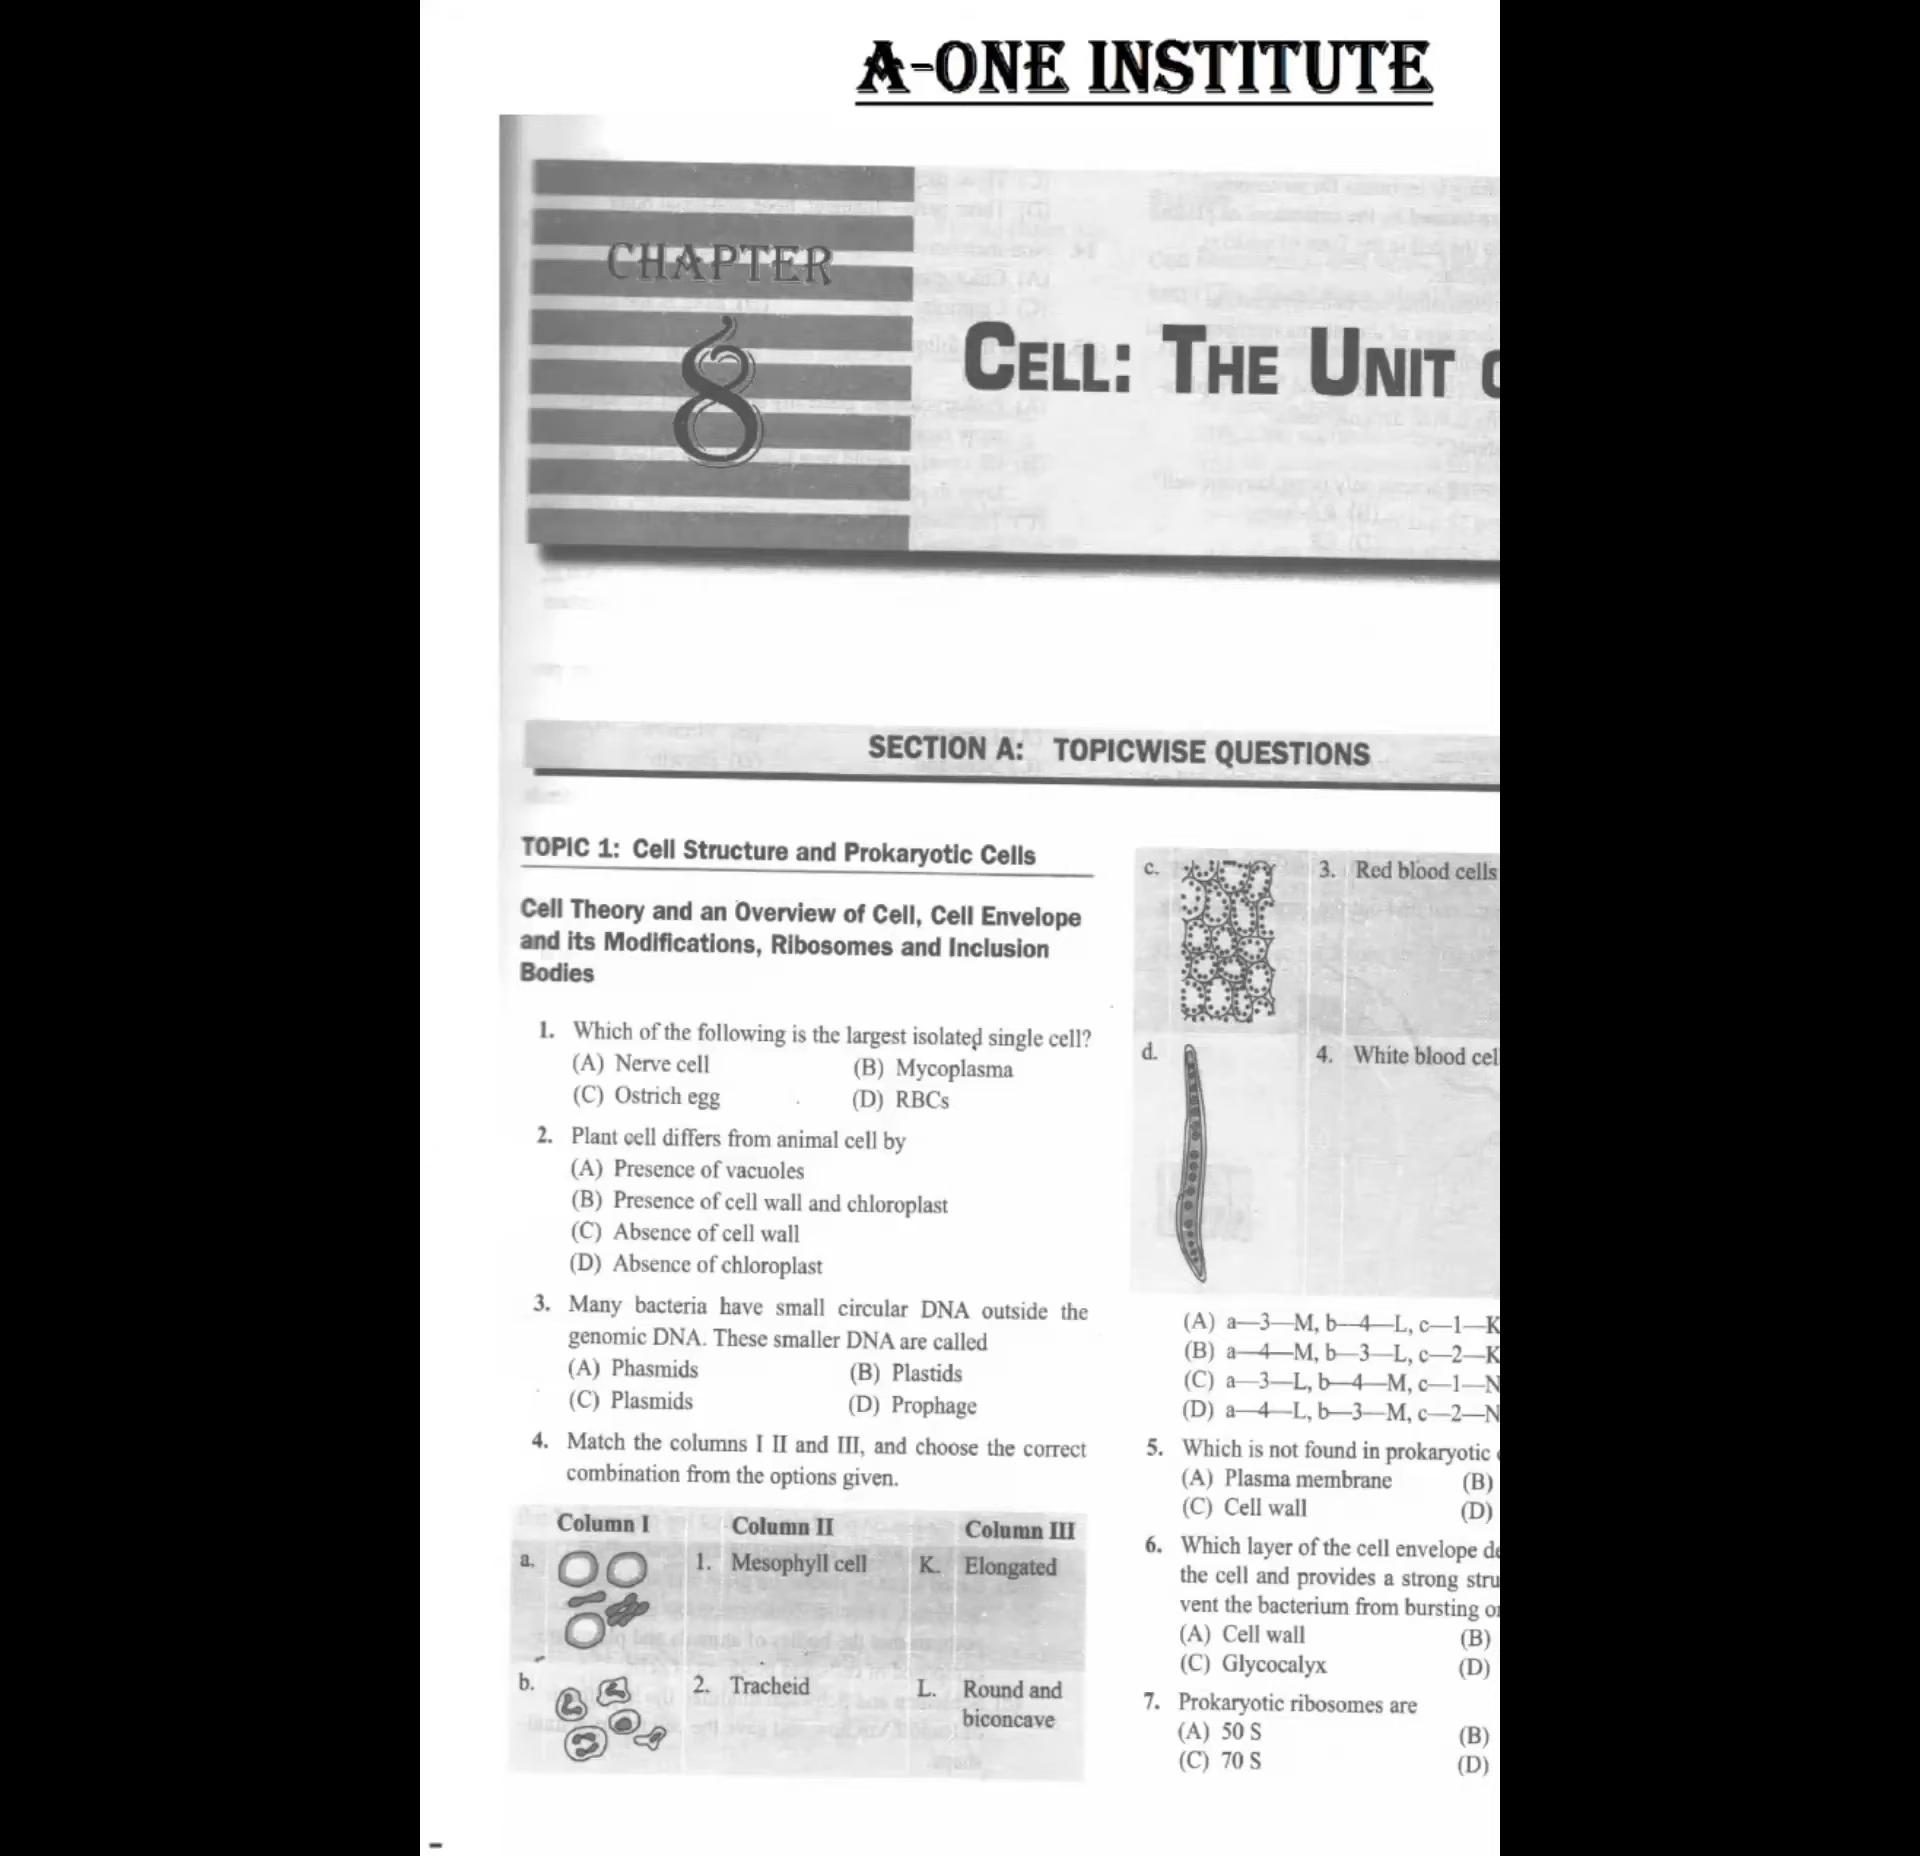 A-ONE INSTITUTE
CHAPTER
8
CELL: THE UNIT
SECTION A: TOPICWISE QUESTIONS
TOPIC 1: Cell Structure and Prokaryotic Cells
Cell Theory and an Overview of Cell, Cell Envelope
and its Modifications, Ribosomes and Inclusion
Bodies
1. Which of the following is the largest isolated single cell?
(A) Nerve cell (B) Mycoplasma
(C) Ostrich egg (D) RBCs
2. Plant cell differs from animal cell by
(A) Presence of vacuoles
(B) Presence of cell wall and chloroplast
(C) Absence of cell wall
(D) Absence of chloroplast
3. Many bacteria have small circular DNA outside the
genomic DNA. These smaller DNA are called
(A) Phasmids (B) Plastids
(C) Plasmids (D) Prophage
4. Match the columns I II and III, and choose the correct
combination from the options given.
Column I Column II Column III
a. 1. Mesophyll cell K. Elongated
b. 2. Tracheid L. Round and
biconcave
c. 3. Red blood cells
d. 4. White blood cel
(A) a—3—M, b—4—L, c—1—K
(B) a—4—M, b—3—L, c—2—K
(C) a—3—L, b—4—M, c—1—N
(D) a—4—L, b—3—M, c—2—N
5. Which is not found in prokaryotic
(A) Plasma membrane (B)
(C) Cell wall (D)
6. Which layer of the cell envelope de
the cell and provides a strong stru
vent the bacterium from bursting
(A) Cell wall (B)
(C) Glycocalyx (D)
7. Prokaryotic ribosomes are
(A) 50 S (B)
(C) 70 S (D)